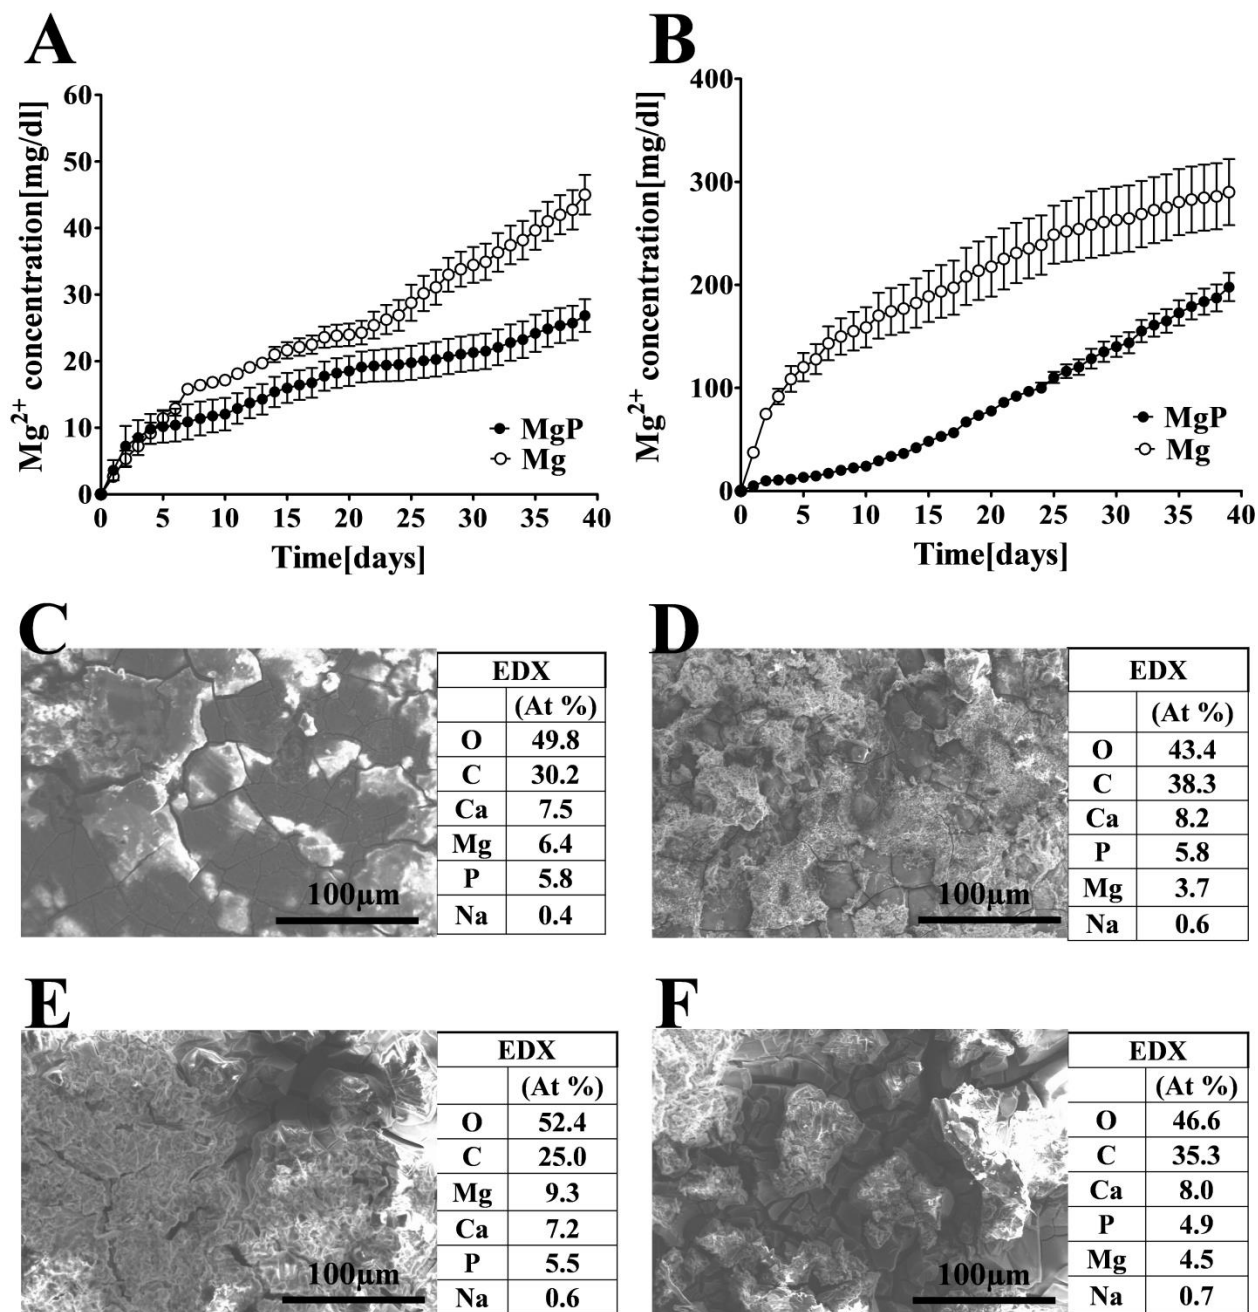 A
Mg2+ concentration[mg/dl]
60
50
40
30
20
10
0
0 5 10 15 20 25 30 35 40
Time[days]
MgP
Mg
B
Mg2+ concentration[mg/dl]
400
300
200
100
0
0 5 10 15 20 25 30 35 40
Time[days]
MgP
Mg
C
100μm
EDX
(At %)
O 49.8
C 30.2
Ca 7.5
Mg 6.4
P 5.8
Na 0.4
D
100μm
EDX
(At %)
O 43.4
C 38.3
Ca 8.2
P 5.8
Mg 3.7
Na 0.6
E
100μm
EDX
(At %)
O 52.4
C 25.0
Mg 9.3
Ca 7.2
P 5.5
Na 0.6
F
100μm
EDX
(At %)
O 46.6
C 35.3
Ca 8.0
P 4.9
Mg 4.5
Na 0.7